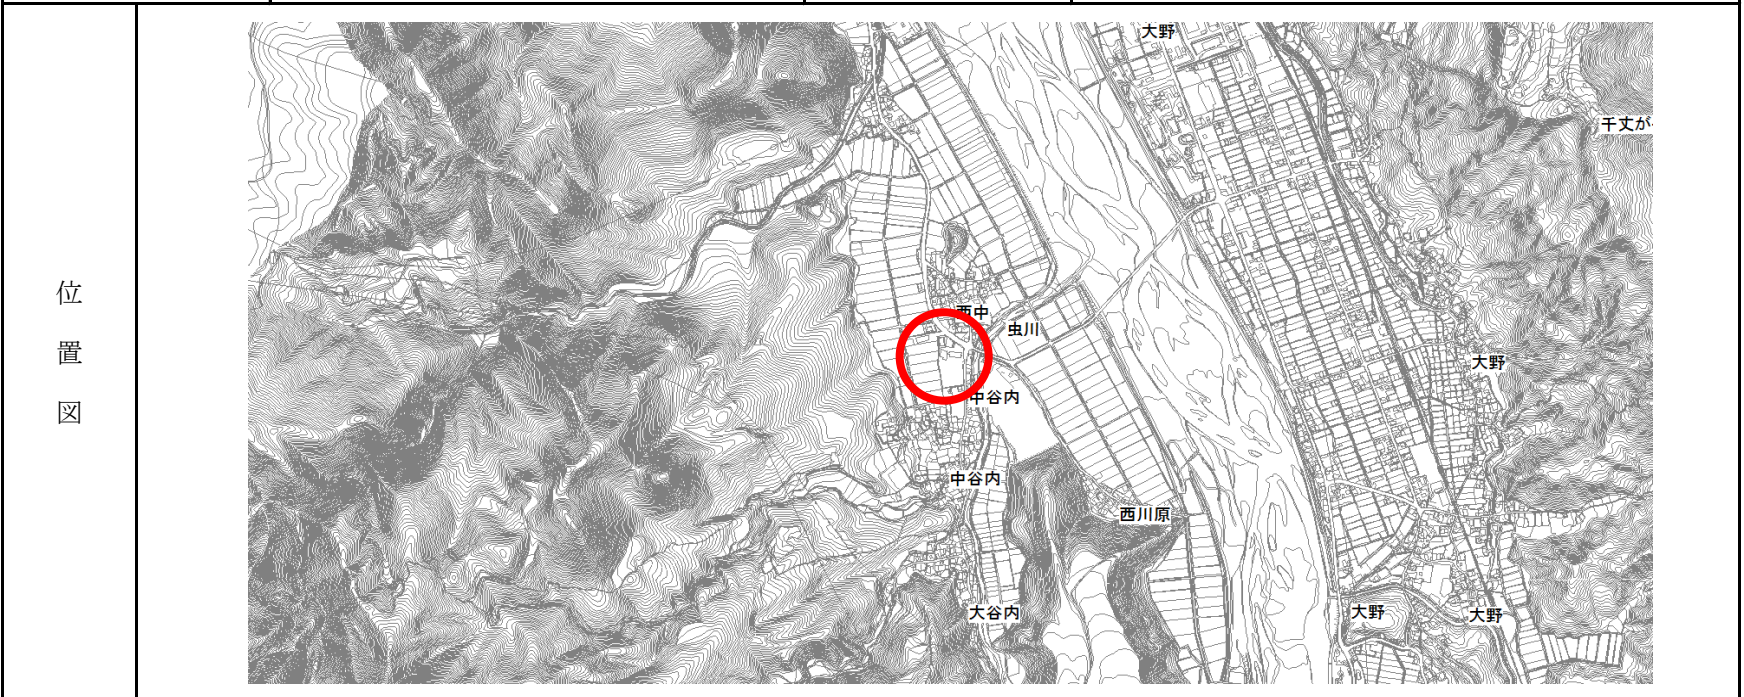 位
置
図
大野
千丈が
西中
虫川
大野
中谷内
中谷内
西川原
大谷内
大野
大野